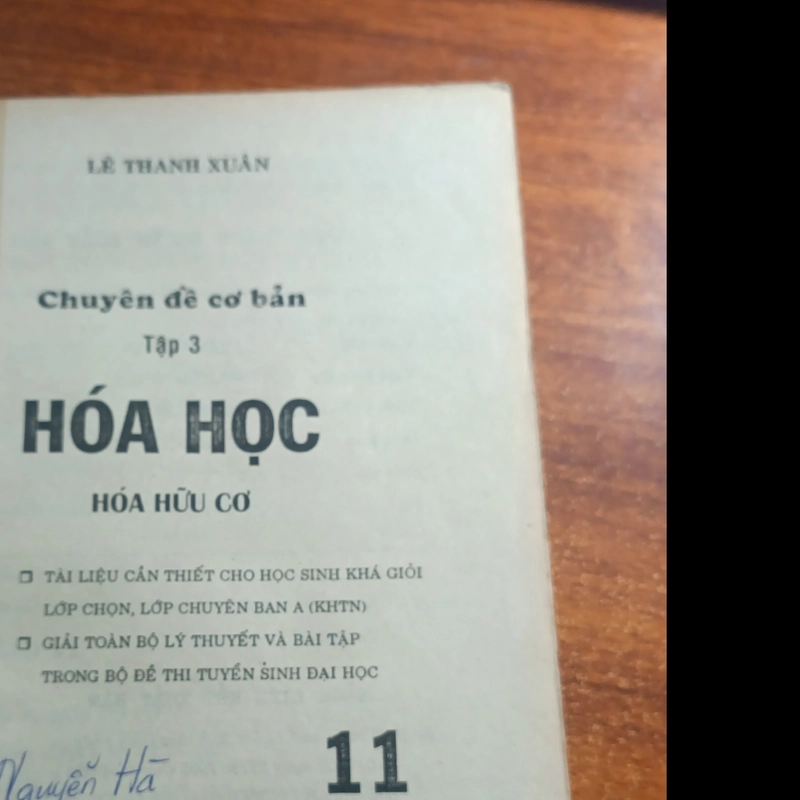 LÊ THANH XUÂN
Chuyên đề cơ bản
Tập 3
HÓA HỌC
HÓA HỮU CƠ
❒ TÀI LIỆU CẦN THIẾT CHO HỌC SINH KHÁ GIỎI
LỚP CHỌN, LỚP CHUYÊN BAN A (KHTN)
❒ GIẢI TOÀN BỘ LÝ THUYẾT VÀ BÀI TẬP
TRONG BỘ ĐỀ THI TUYỂN SINH ĐẠI HỌC
11
Nguyễn Hà